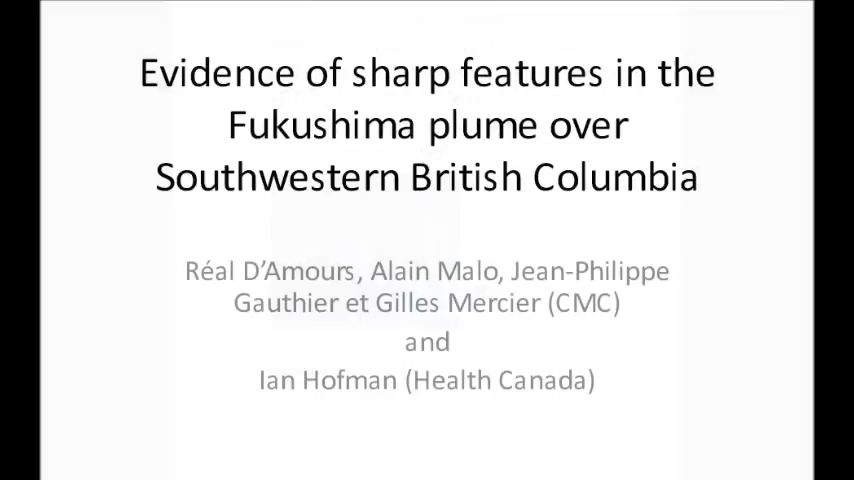 Evidence of sharp features in the
Fukushima plume over
Southwestern British Columbia
Réal D’Amours, Alain Malo, Jean-Philippe
Gauthier et Gilles Mercier (CMC)
and
Ian Hofman (Health Canada)